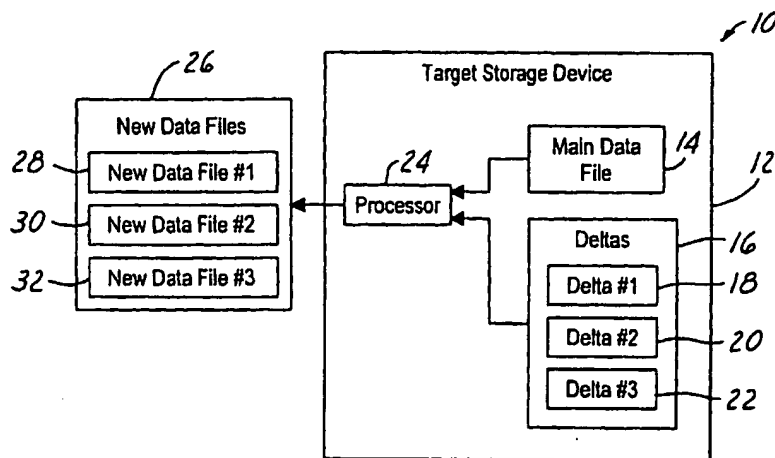 10
26
Target Storage Device
New Data Files
28
New Data File #1
24
Main Data
File
14
12
Processor
30
New Data File #2
Deltas
16
32
New Data File #3
Delta #1
18
Delta #2
20
Delta #3
22